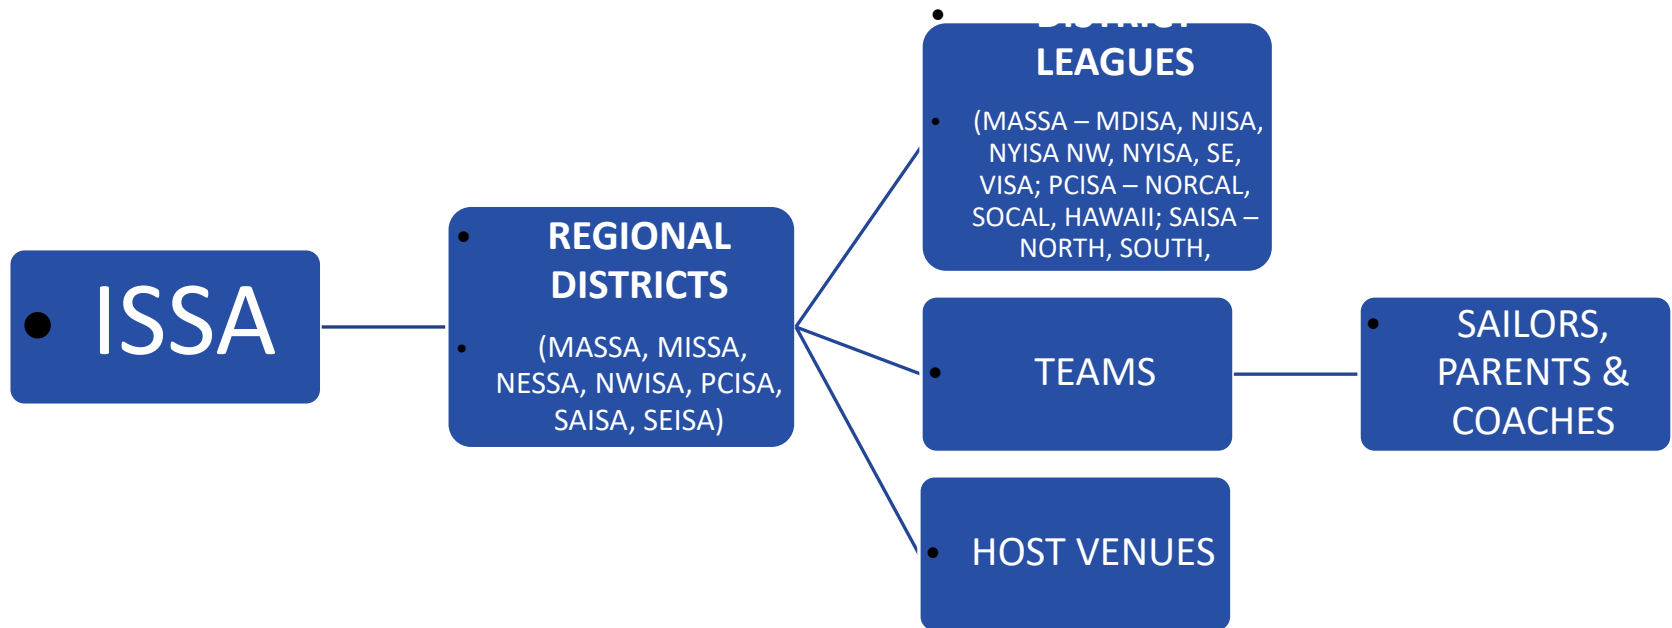 ISSA
REGIONAL
DISTRICTS
(MASSA, MISSA,
NESSA, NWISA, PCISA,
SAISA, SEISA)
DISTRICT
LEAGUES
(MASSA – MDISA, NJISA,
NYISA NW, NYISA, SE,
VISA; PCISA – NORCAL,
SOCAL, HAWAII; SAISA –
NORTH, SOUTH,
TEAMS
SAILORS,
PARENTS &
COACHES
HOST VENUES